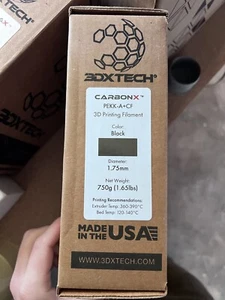 3DXTECH®
CARBONX™
PEKK-A+CF
3D Printing Filament
Color:
Black
Diameter:
1.75mm
Net Weight:
750g (1.65lbs)
Printing Recommendations:
Extruder Temp: 360-390°C
Bed Temp: 120-140°C
MADE
IN THE USA
WWW.3DXTECH.COM